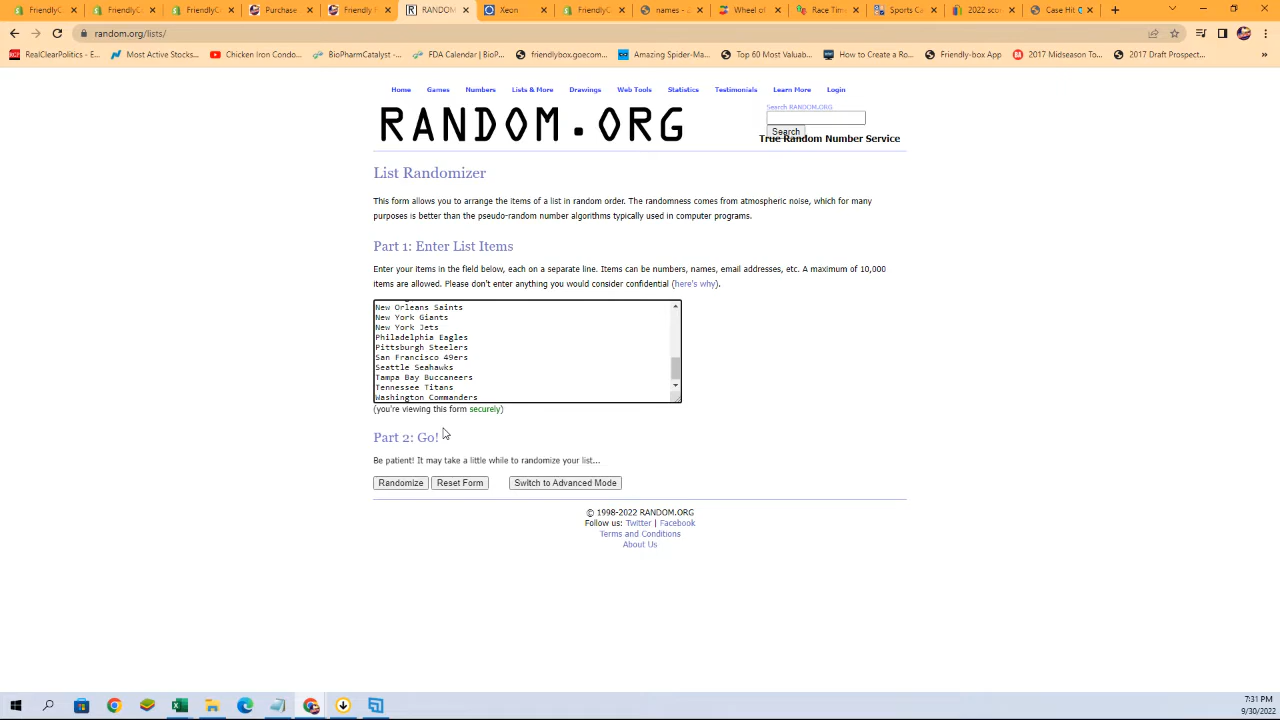 FriendlyC
FriendlyC
FriendlyC
Purchase
Friendly H
RANDOM
Xeon
FriendlyC
names -
Wheel o
Race Time
Sports Ca
2022 sco
Case Hit C
random.org/lists/
RealClearPolitics - E...
Most Active Stocks...
Chicken Iron Condo...
BioPharmCatalyst -...
FDA Calendar | BioP...
friendlybox.goecom...
Amazing Spider-Ma...
Top 60 Most Valuab...
How to Create a Ro...
Friendly-box App
2017 Midseason To...
2017 Draft Prospect...
Home Games Numbers Lists & More Drawings Web Tools Statistics Testimonials Learn More Login
RANDOM.ORG
Search RANDOM.ORG
Search
True Random Number Service
List Randomizer
This form allows you to arrange the items of a list in random order. The randomness comes from atmospheric noise, which for many
purposes is better than the pseudo-random number algorithms typically used in computer programs.
Part 1: Enter List Items
Enter your items in the field below, each on a separate line. Items can be numbers, names, email addresses, etc. A maximum of 10,000
items are allowed. Please don't enter anything you would consider confidential (here's why).
New Orleans Saints
New York Giants
New York Jets
Philadelphia Eagles
Pittsburgh Steelers
San Francisco 49ers
Seattle Seahawks
Tampa Bay Buccaneers
Tennessee Titans
Washington Commanders
(you're viewing this form securely)
Part 2: Go!
Be patient! It may take a little while to randomize your list...
Randomize Reset Form Switch to Advanced Mode
© 1998-2022 RANDOM.ORG
Follow us: Twitter | Facebook
Terms and Conditions
About Us
7:31 PM
9/30/2022